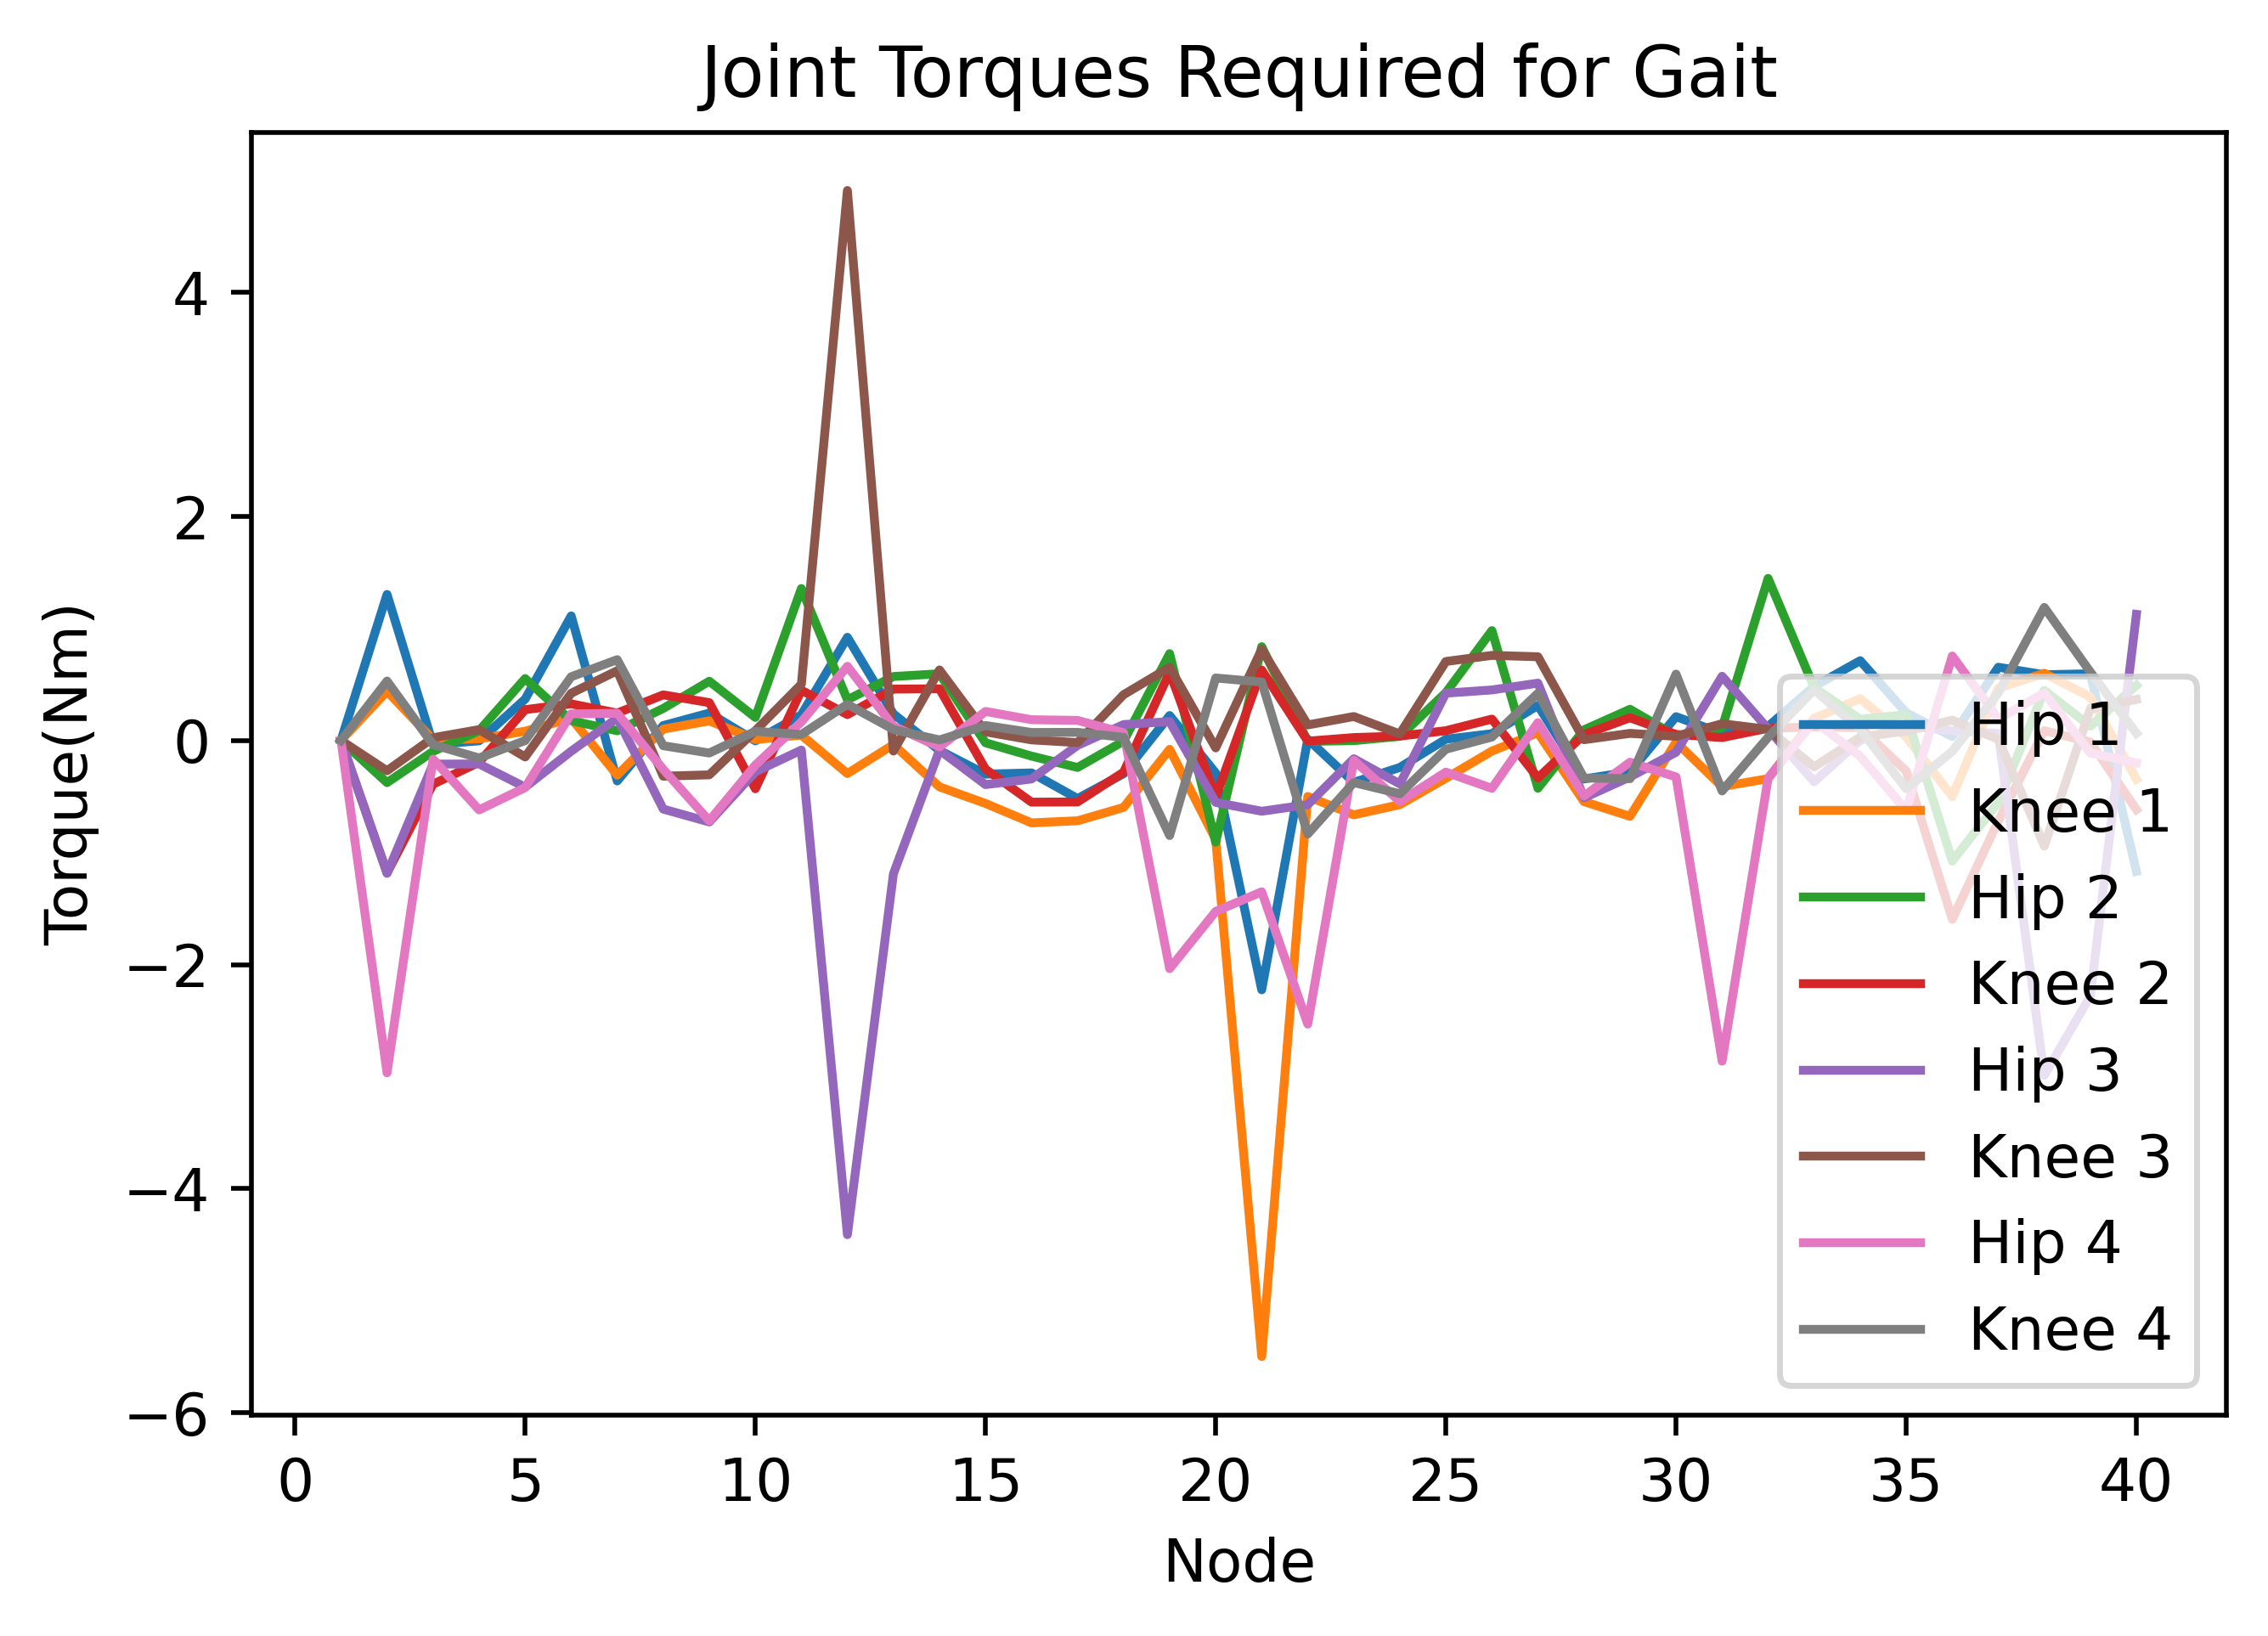 Joint Torques Required for Gait
Torque(Nm)
4
2
0
−2
−4
−6
0 5 10 15 20 25 30 35 40
Node
Hip 1
Knee 1
Hip 2
Knee 2
Hip 3
Knee 3
Hip 4
Knee 4